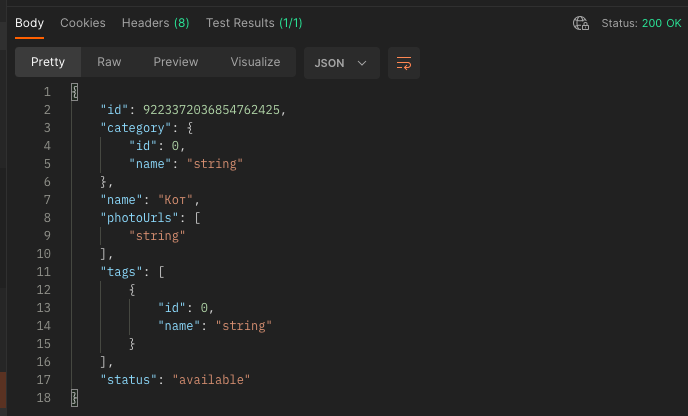 Body Cookies Headers (8) Test Results (1/1) Status: 200 OK
Pretty Raw Preview Visualize JSON
1 {
2 "id": 9223372036854762425,
3 "category": {
4 "id": 0,
5 "name": "string"
6 },
7 "name": "Кот",
8 "photoUrls": [
9 "string"
10 ],
11 "tags": [
12 {
13 "id": 0,
14 "name": "string"
15 }
16 ],
17 "status": "available"
18 }